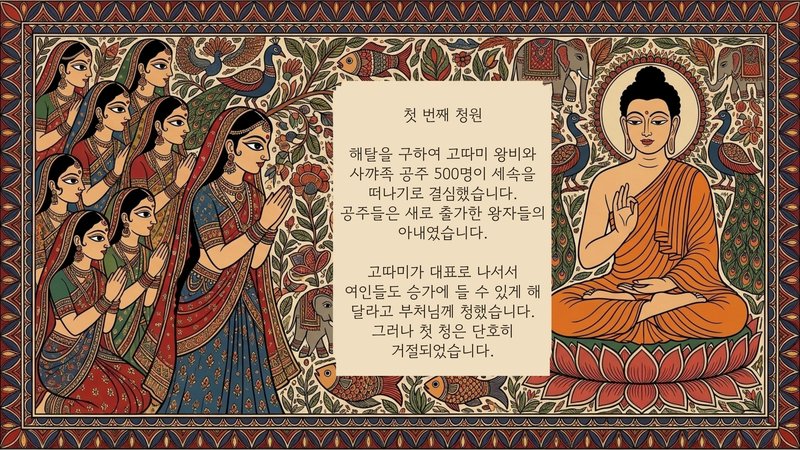 첫 번째 청원
해탈을 구하여 고따미 왕비와
사꺄족 공주 500명이 세속을
떠나기로 결심했습니다.
공주들은 새로 출가한 왕자들의
아내였습니다.
고따미가 대표로 나서서
여인들도 승가에 들 수 있게 해
달라고 부처님께 청했습니다.
그러나 첫 청은 단호히
거절되었습니다.